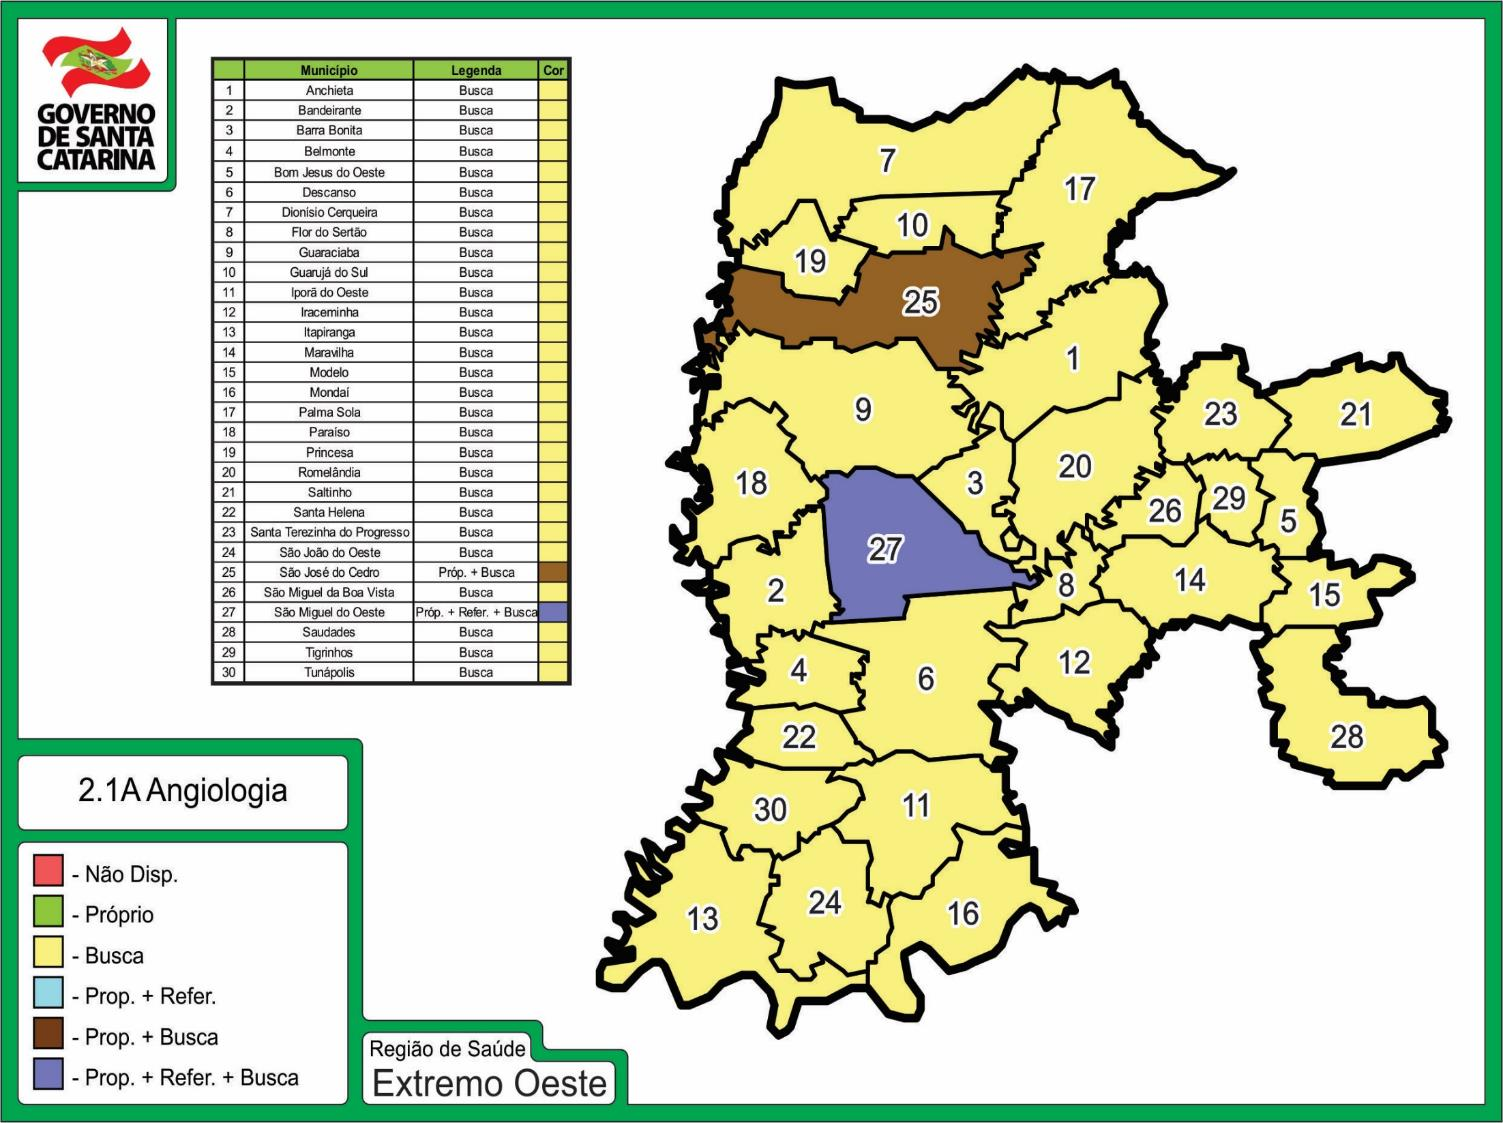 GOVERNO
DE SANTA
CATARINA
Município Legenda Cor
1 Anchieta Busca
2 Bandeirante Busca
3 Barra Bonita Busca
4 Belmonte Busca
5 Bom Jesus do Oeste Busca
6 Descanso Busca
7 Dionísio Cerqueira Busca
8 Flor do Sertão Busca
9 Guaraciaba Busca
10 Guarujá do Sul Busca
11 Iporã do Oeste Busca
12 Iraceminha Busca
13 Itapiranga Busca
14 Maravilha Busca
15 Modelo Busca
16 Mondaí Busca
17 Palma Sola Busca
18 Paraíso Busca
19 Princesa Busca
20 Romelândia Busca
21 Saltinho Busca
22 Santa Helena Busca
23 Santa Terezinha do Progresso Busca
24 São João do Oeste Busca
25 São José do Cedro Próp. + Busca
26 São Miguel da Boa Vista Busca
27 São Miguel do Oeste Próp. + Refer. + Busca
28 Saudades Busca
29 Tigrinhos Busca
30 Tunápolis Busca
7
17
10
19
25
1
9
23
21
18
3
20
26
29
5
27
2
8
14
15
4
6
12
22
28
30
11
13
24
16
2.1A Angiologia
- Não Disp.
- Próprio
- Busca
- Prop. + Refer.
- Prop. + Busca
- Prop. + Refer. + Busca
Região de Saúde
Extremo Oeste